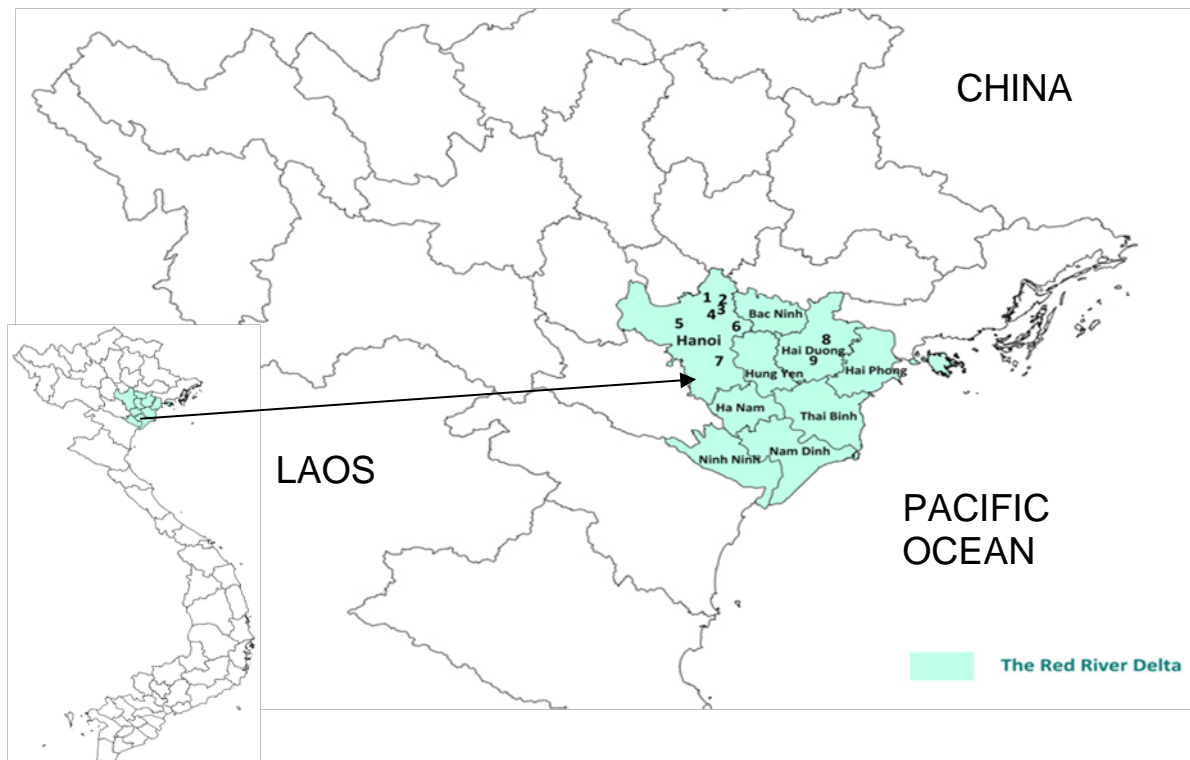 CHINA
1
2
3
4
5
6
Bac Ninh
Hanoi
8
Hai Duong
7
9
Hung Yen
Hai Phong
Ha Nam
Thai Binh
Ninh Ninh
Nam Dinh
LAOS
PACIFIC
OCEAN
The Red River Delta